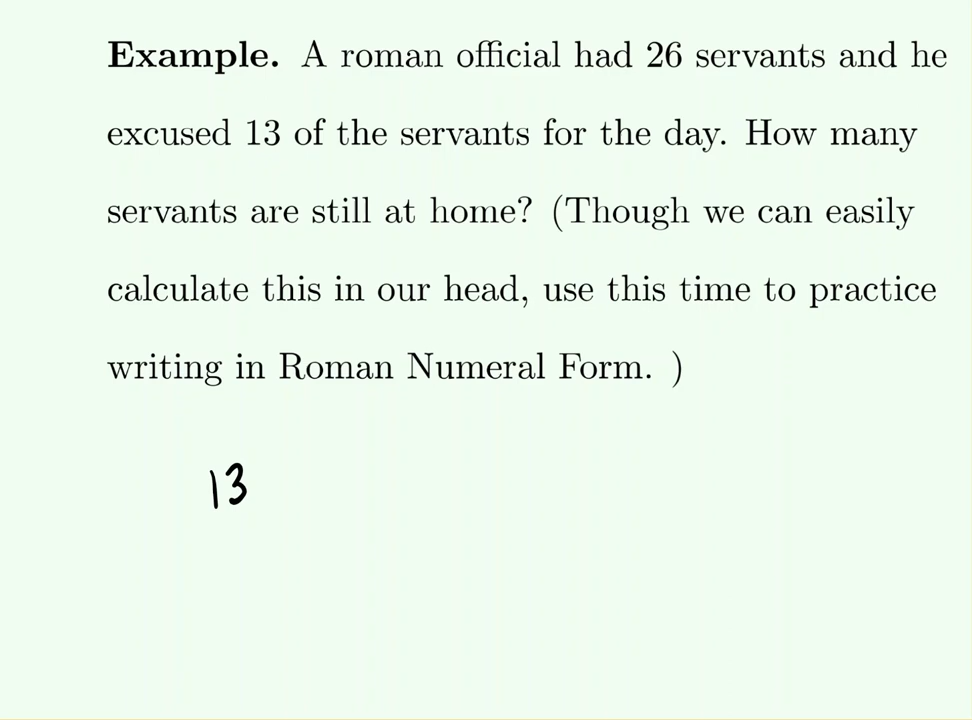 Example. A roman official had 26 servants and he
excused 13 of the servants for the day. How many
servants are still at home? (Though we can easily
calculate this in our head, use this time to practice
writing in Roman Numeral Form. )
13